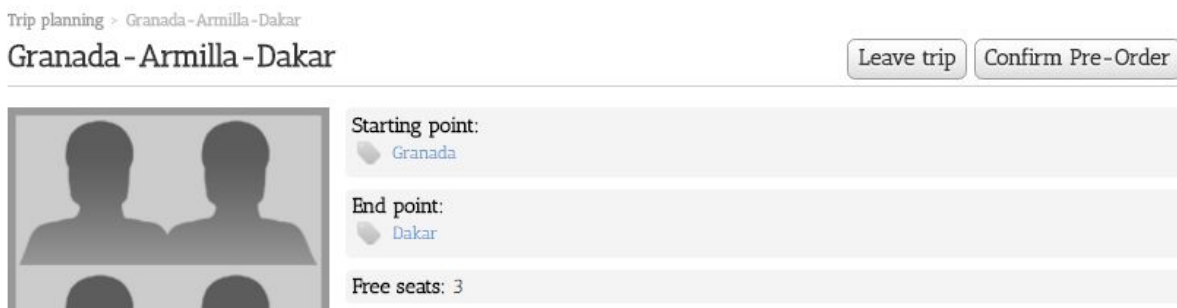 Trip planning > Granada-Armilla-Dakar
Granada-Armilla-Dakar
Leave trip
Confirm Pre-Order
Starting point:
Granada
End point:
Dakar
Free seats: 3